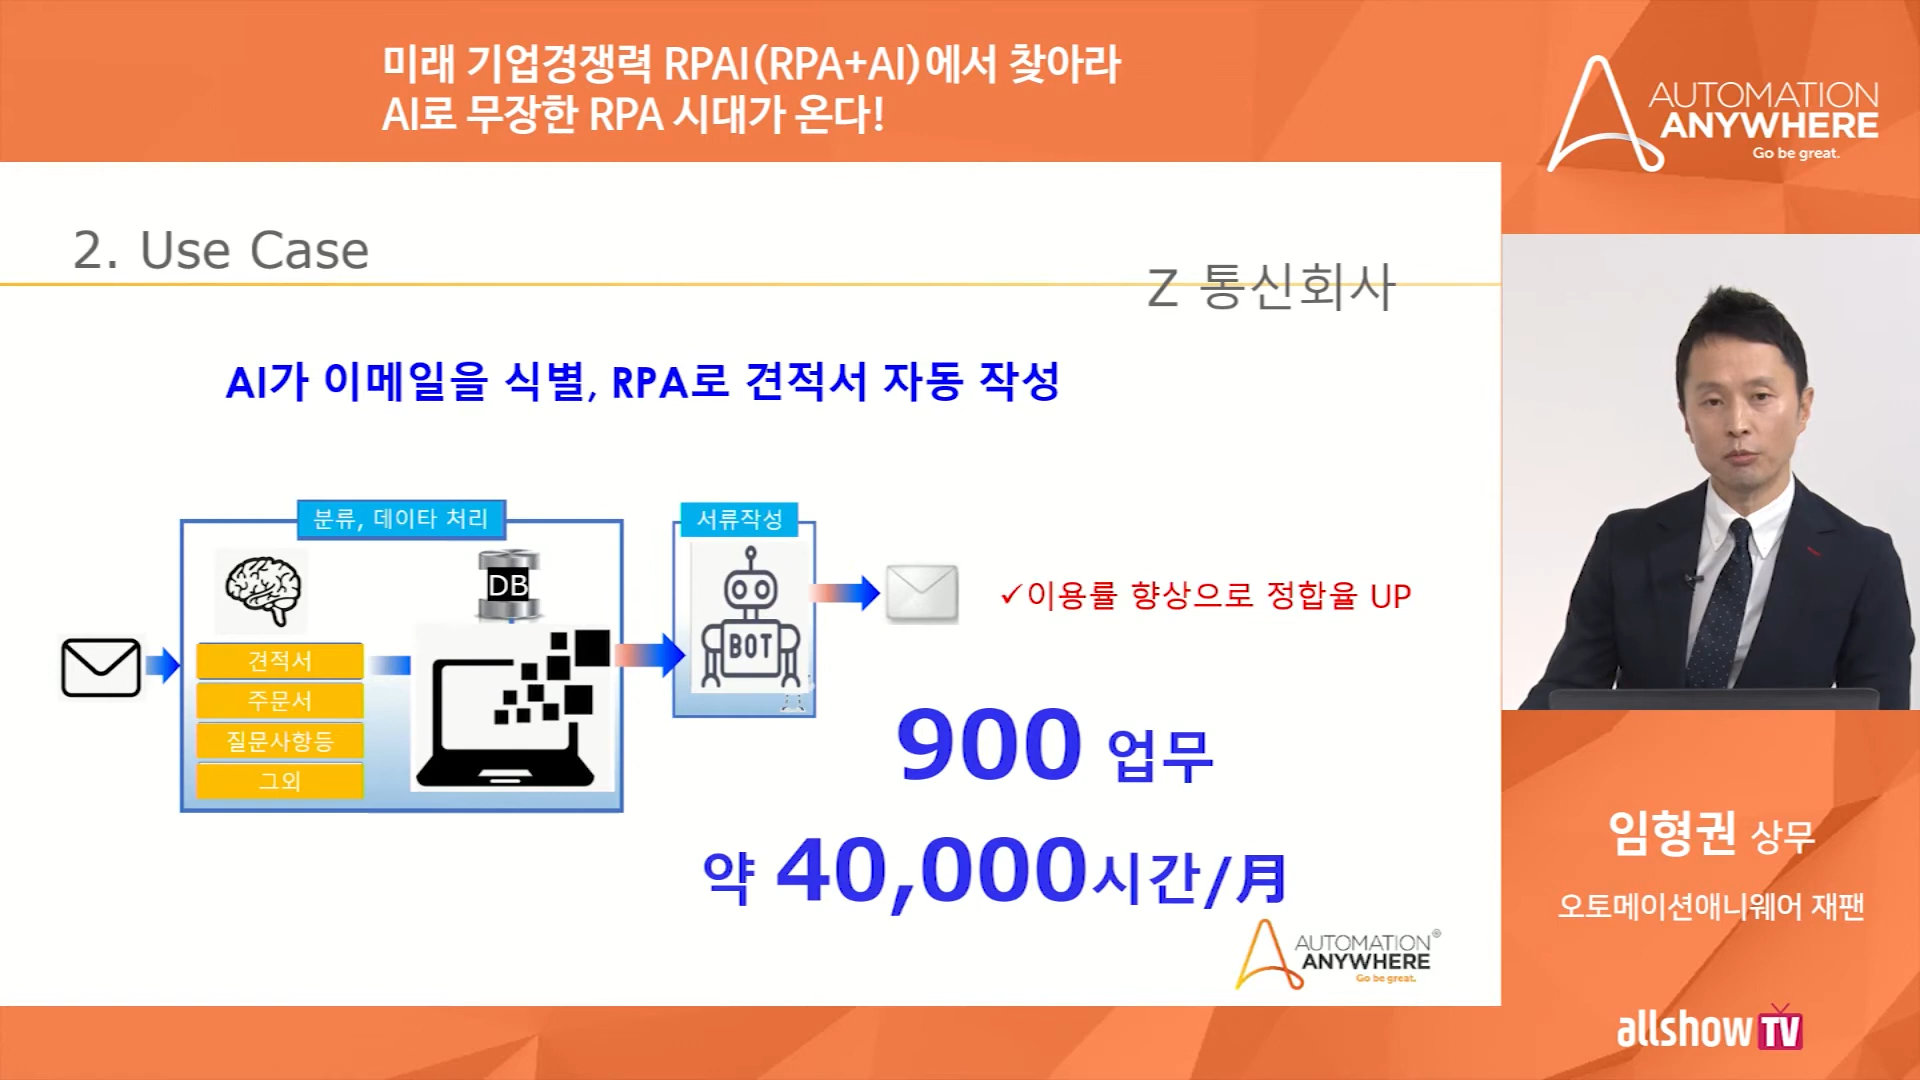 미래 기업경쟁력 RPAI(RPA+AI)에서 찾아라
AI로 무장한 RPA 시대가 온다!
AUTOMATION
ANYWHERE
Go be great.
2. Use Case
Z 통신회사
AI가 이메일을 식별, RPA로 견적서 자동 작성
분류, 데이타 처리
서류작성
DB
BOT
견적서
주문서
질문사항등
그외
✓이용률 향상으로 정합율 UP
900 업무
약 40,000시간/月
AUTOMATION®
ANYWHERE
Go be great.
임형권 상무
오토메이션애니웨어 재팬
allshow TV